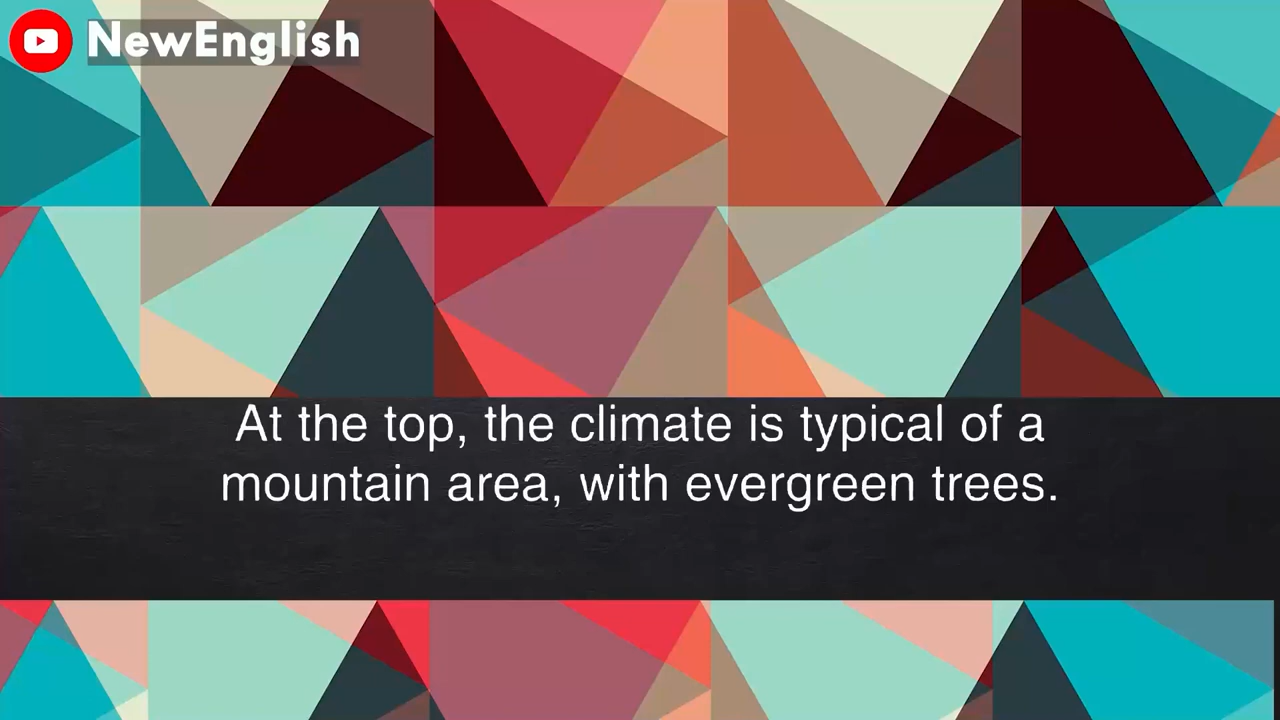 NewEnglish
At the top, the climate is typical of a
mountain area, with evergreen trees.